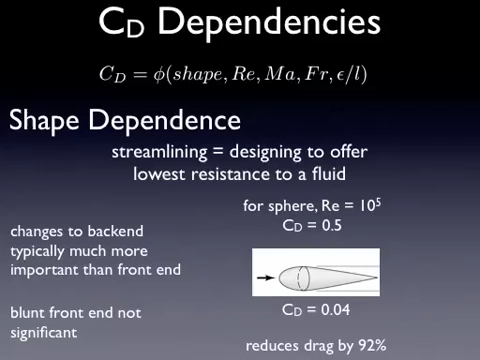 C_D Dependencies
C_D = ϕ(shape, Re, Ma, Fr, ϵ/l)
Shape Dependence
streamlining = designing to offer
lowest resistance to a fluid
for sphere, Re = 10⁵
C_D = 0.5
changes to backend
typically much more
important than front end
C_D = 0.04
blunt front end not
significant
reduces drag by 92%